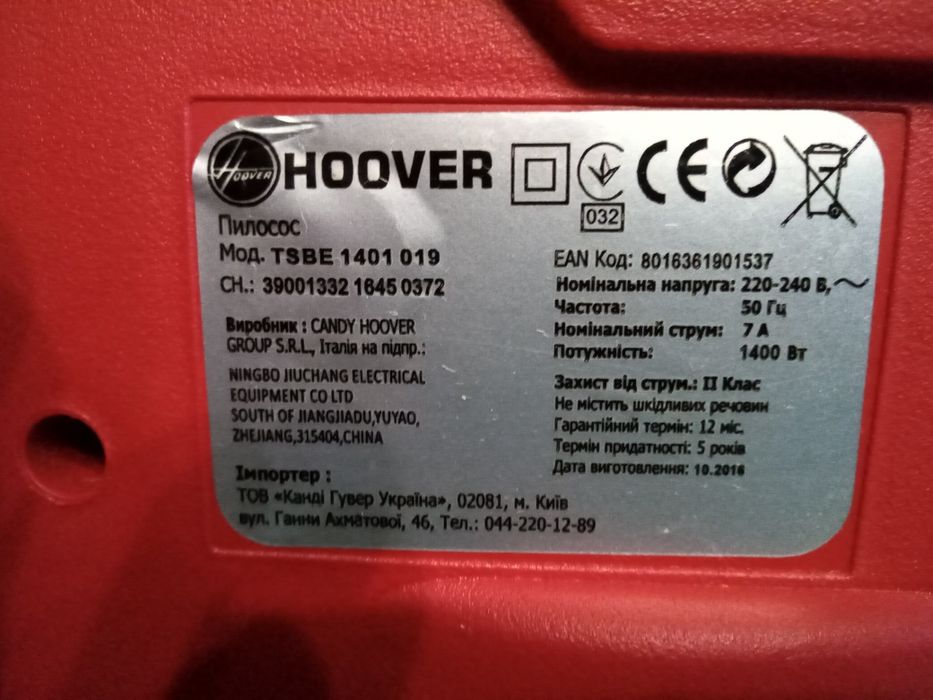 HOOVER
HOOVER
032
Пилосос
Мод. TSBE 1401 019
СН.: 39001332 1645 0372
Виробник : CANDY HOOVER
GROUP S.R.L., Італія на підпр.:
NINGBO JIUCHANG ELECTRICAL
EQUIPMENT CO LTD
SOUTH OF JIANGJIADU,YUYAO,
ZHEJIANG,315404,CHINA
Імпортер :
ТОВ «Канді Гувер Україна», 02081, м. Київ
вул. Ганни Ахматової, 46, Тел.: 044-220-12-89
EAN Код: 8016361901537
Номінальна напруга: 220-240 В, ~
Частота: 50 Гц
Номінальний струм: 7 А
Потужність: 1400 Вт
Захист від струм.: II Клас
Не містить шкідливих речовин
Гарантійний термін: 12 міс.
Термін придатності: 5 років
Дата виготовлення: 10.2016